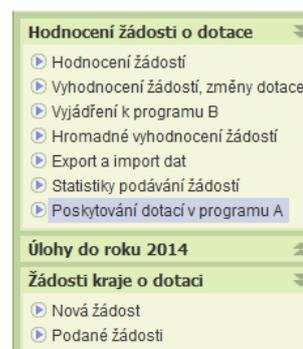 Hodnocení žádosti o dotace
Hodnocení žádostí
Vyhodnocení žádostí, změny dotace
Vyjádření k programu B
Hromadné vyhodnocení žádostí
Export a import dat
Statistiky podávání žádostí
Poskytování dotací v programu A
Úlohy do roku 2014
Žádosti kraje o dotaci
Nová žádost
Podané žádosti